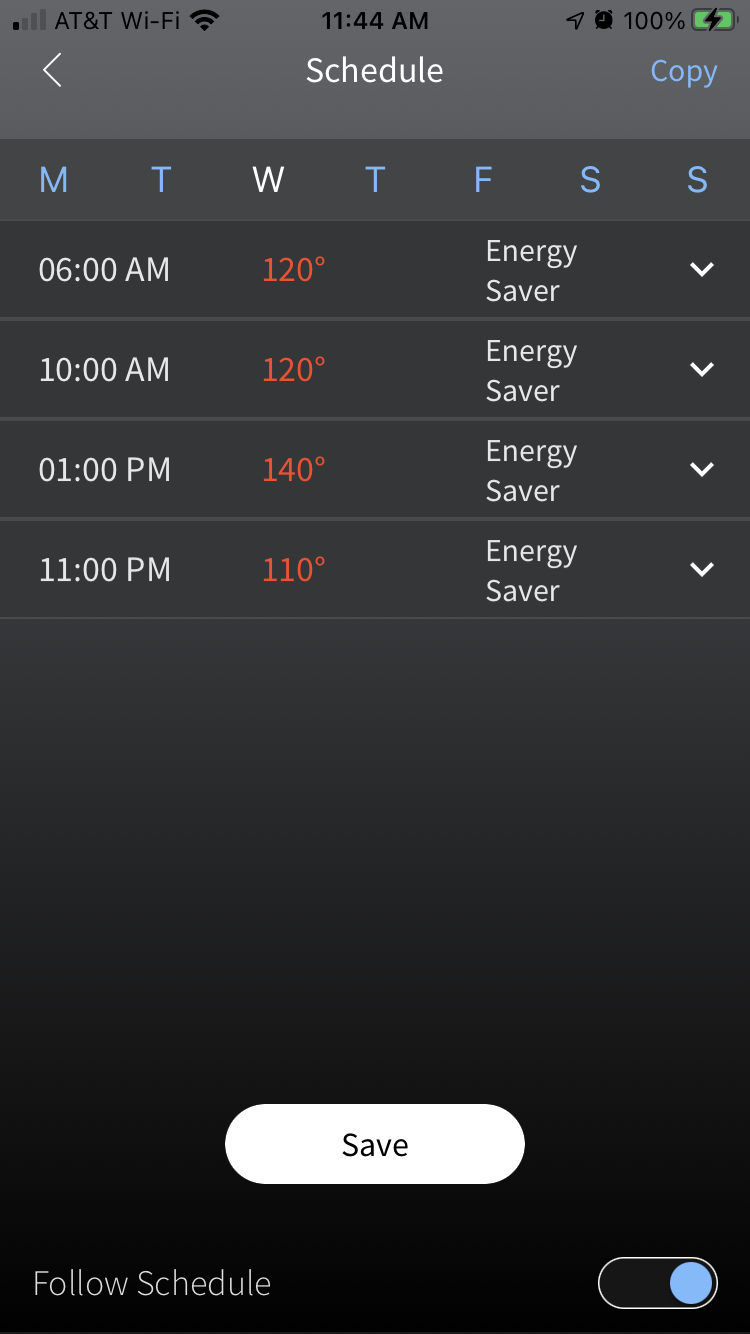 AT&T Wi-Fi 11:44 AM 100%
Schedule Copy
M T W T F S S
06:00 AM 120° Energy Saver
10:00 AM 120° Energy Saver
01:00 PM 140° Energy Saver
11:00 PM 110° Energy Saver
Save
Follow Schedule